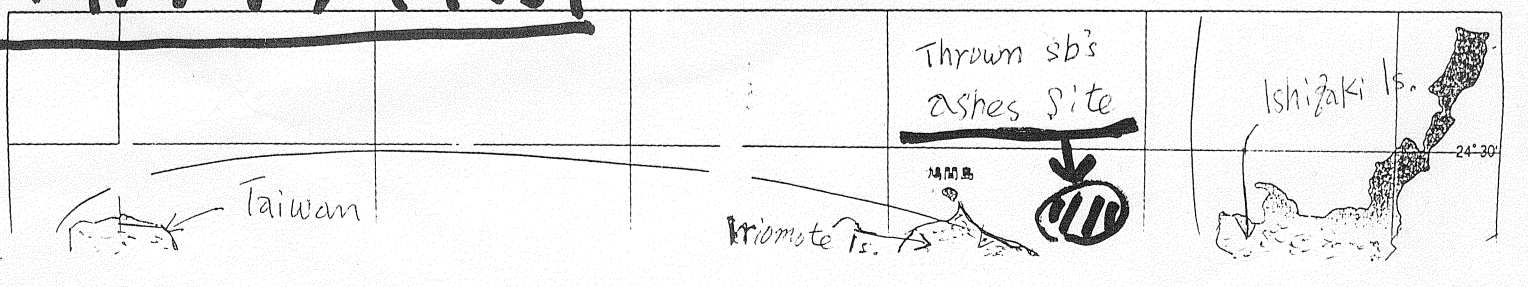 Thrown sb's
ashes site
Ishigaki Is.
24°30'
鳩間島
Taiwan
Iriomote Is.